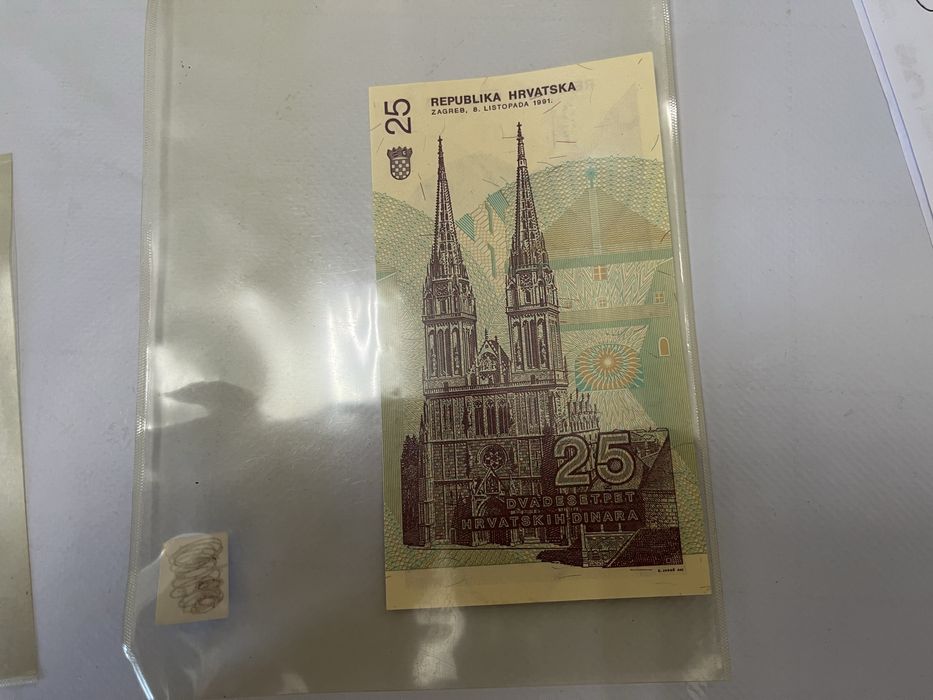 25
REPUBLIKA HRVATSKA
ZAGREB, 8. LISTOPADA 1991.
25
DVADESETPET
HRVATSKIH DINARA